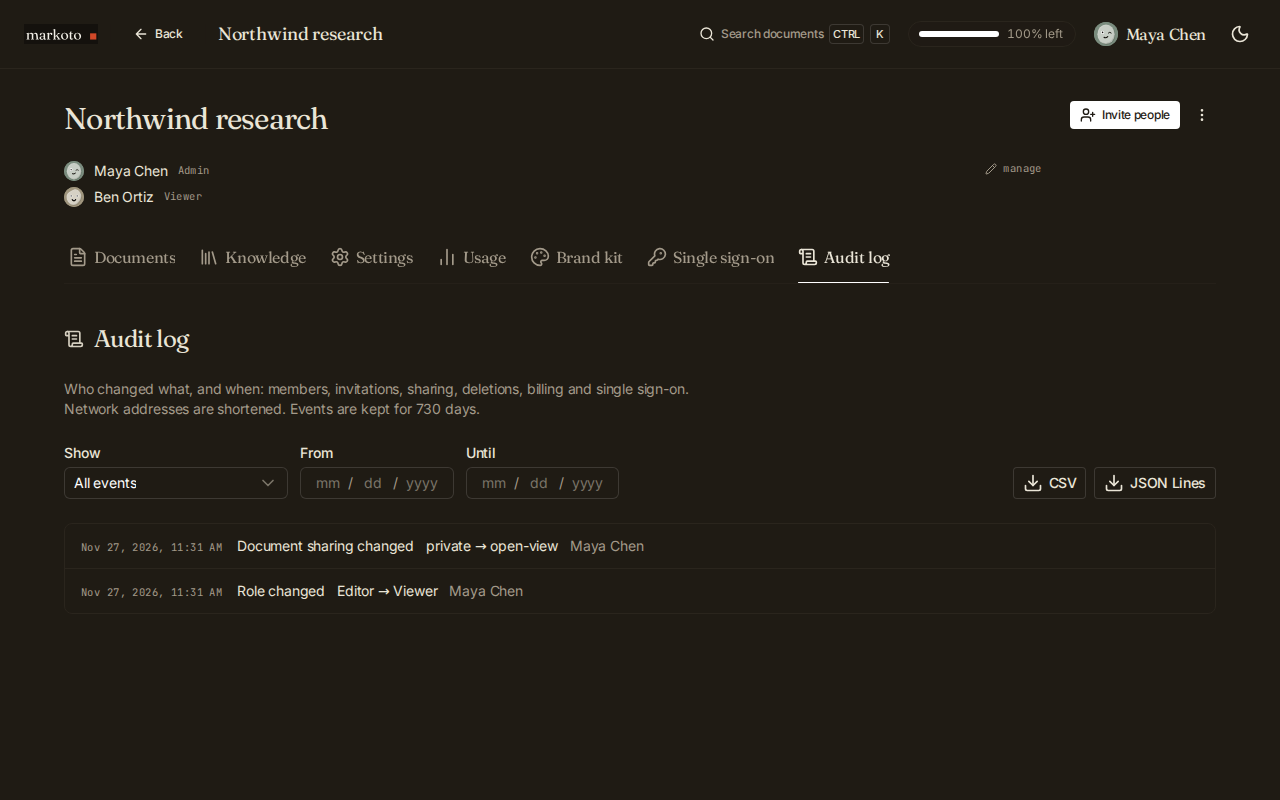 markoto
Back
Northwind research
Search documents CTRL K
100% left
Maya Chen
Northwind research
Invite people
Maya Chen Admin
manage
Ben Ortiz Viewer
Documents Knowledge Settings Usage Brand kit Single sign-on Audit log
Audit log
Who changed what, and when: members, invitations, sharing, deletions, billing and single sign-on.
Network addresses are shortened. Events are kept for 730 days.
Show From Until
All events mm / dd / yyyy mm / dd / yyyy CSV JSON Lines
Nov 27, 2026, 11:31 AM Document sharing changed private → open-view Maya Chen
Nov 27, 2026, 11:31 AM Role changed Editor → Viewer Maya Chen